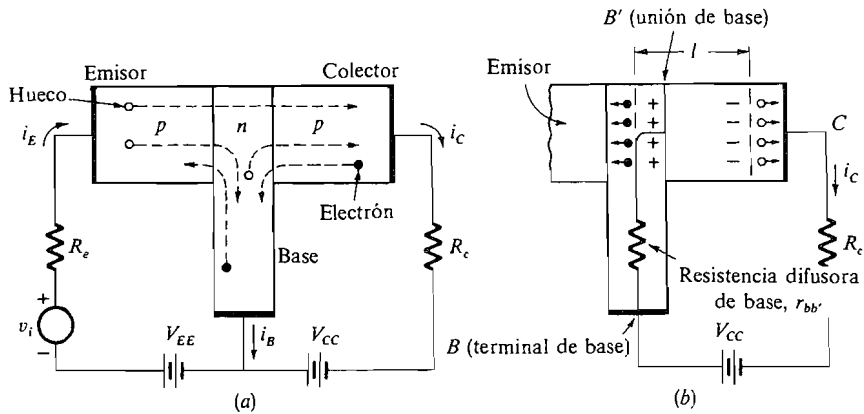 Emisor
Colector
Hueco
p
n
p
i_E
i_C
Electrón
R_e
Base
R_c
+
v_i
−
V_EE
i_B
V_CC
(a)
B′ (unión de base)
l
Emisor
+
+
+
+
−
−
−
−
C
i_C
R_c
Resistencia difusora
de base, r_bb′
B (terminal de base)
V_CC
(b)